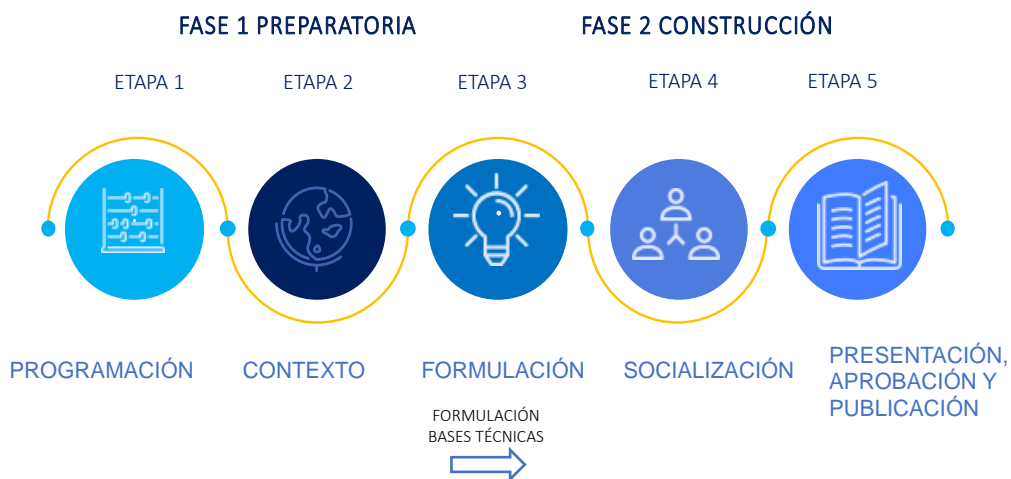 FASE 1 PREPARATORIA
FASE 2 CONSTRUCCIÓN
ETAPA 1
ETAPA 2
ETAPA 3
ETAPA 4
ETAPA 5
PROGRAMACIÓN
CONTEXTO
FORMULACIÓN
SOCIALIZACIÓN
PRESENTACIÓN,
APROBACIÓN Y
PUBLICACIÓN
FORMULACIÓN
BASES TÉCNICAS